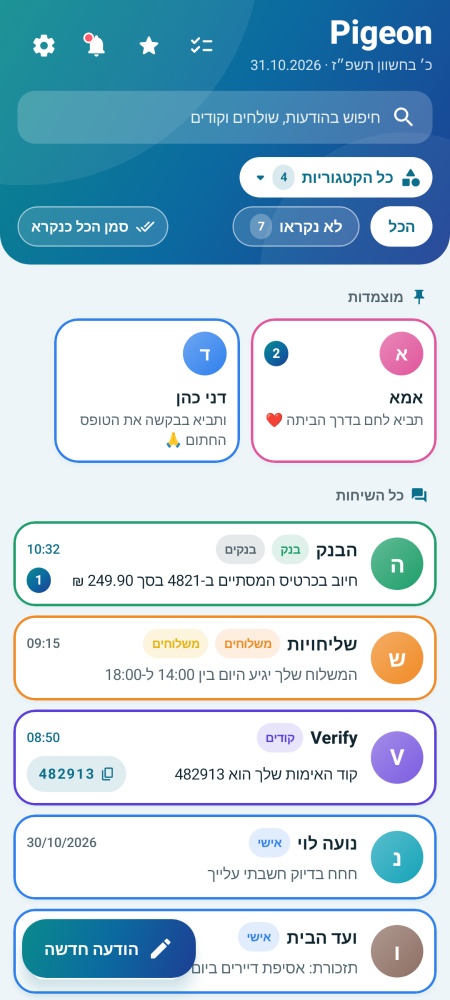 Pigeon
כ׳ בחשוון תשפ״ז · 31.10.2026
חיפוש בהודעות, שולחים וקודים
כל הקטגוריות 4
הכל
לא נקראו 7
סמן הכל כנקרא
מוצמדות
א
2
אמא
תביא לחם בדרך הביתה ❤️
ד
דני כהן
ותביא בבקשה את הטופס
החתום 🙏
כל השיחות
ה
הבנק בנק בנקים 10:32
חיוב בכרטיס המסתיים ב-4821 בסך 249.90 ₪ 1
ש
שליחויות משלוחים משלוחים 09:15
המשלוח שלך יגיע היום בין 14:00 ל-18:00
V
Verify קודים 08:50
קוד האימות שלך הוא 482913 482913
נ
נועה לוי אישי 30/10/2026
חחח בדיוק חשבתי עלייך
ו
ועד הבית אישי
תזכורת: אסיפת דיירים ביום
הודעה חדשה